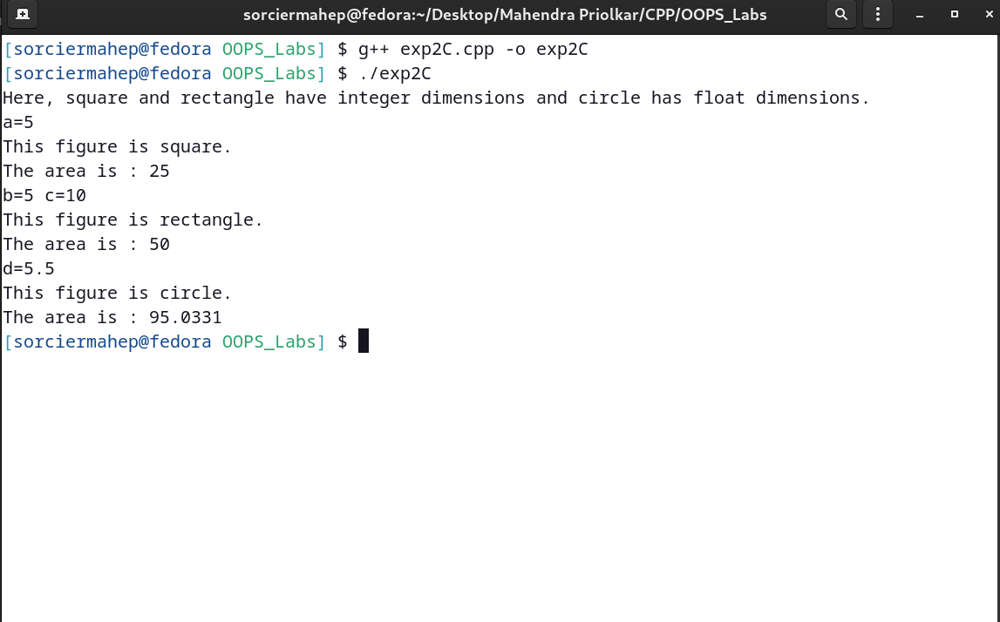 sorciermahep@fedora:~/Desktop/Mahendra Priolkar/CPP/OOPS_Labs
[sorciermahep@fedora OOPS_Labs] $ g++ exp2C.cpp -o exp2C
[sorciermahep@fedora OOPS_Labs] $ ./exp2C
Here, square and rectangle have integer dimensions and circle has float dimensions.
a=5
This figure is square.
The area is : 25
b=5 c=10
This figure is rectangle.
The area is : 50
d=5.5
This figure is circle.
The area is : 95.0331
[sorciermahep@fedora OOPS_Labs] $